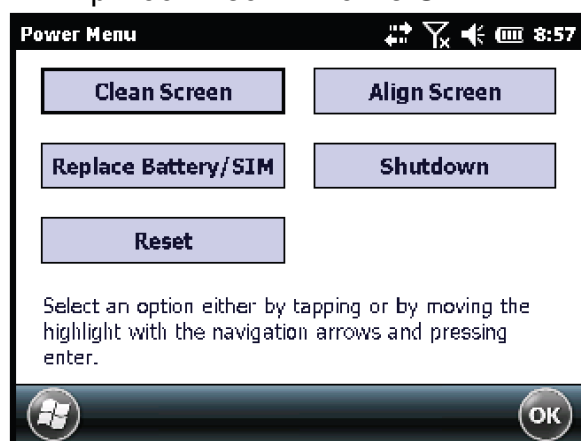 Power Menu 8:57
Clean Screen Align Screen
Replace Battery/SIM Shutdown
Reset
Select an option either by tapping or by moving the
highlight with the navigation arrows and pressing
enter.
OK